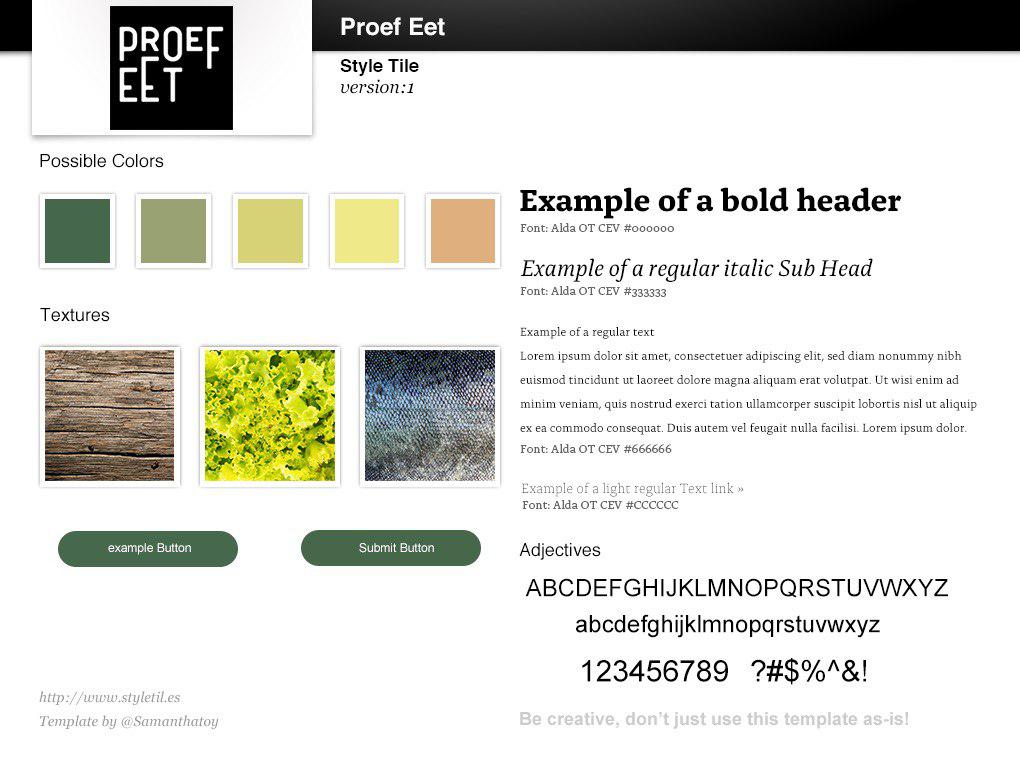 PROEF
EET
Proef Eet
Style Tile
version:1
Possible Colors
Textures
example Button
Submit Button
http://www.styletil.es
Template by @Samanthatoy
Example of a bold header
Font: Alda OT CEV #000000
Example of a regular italic Sub Head
Font: Alda OT CEV #333333
Example of a regular text
Lorem ipsum dolor sit amet, consectetuer adipiscing elit, sed diam nonummy nibh
euismod tincidunt ut laoreet dolore magna aliquam erat volutpat. Ut wisi enim ad
minim veniam, quis nostrud exerci tation ullamcorper suscipit lobortis nisl ut aliquip
ex ea commodo consequat. Duis autem vel feugait nulla facilisi. Lorem ipsum dolor.
Font: Alda OT CEV #666666
Example of a light regular Text link »
Font: Alda OT CEV #CCCCCC
Adjectives
ABCDEFGHIJKLMNOPQRSTUVWXYZ
abcdefghijklmnopqrstuvwxyz
123456789 ?#$%^&!
Be creative, don’t just use this template as-is!